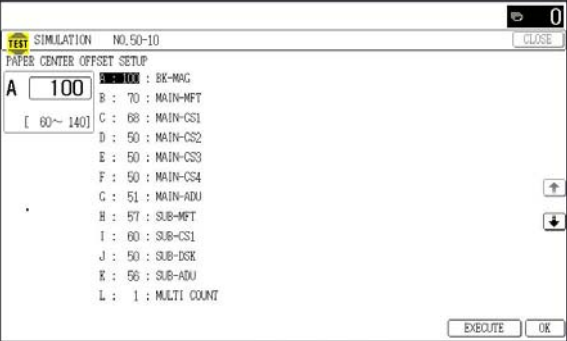 0
TEST SIMULATION NO.50-10
CLOSE
PAPER CENTER OFFSET SETUP
A 100
[ 60~ 140]
A : 100 : BK-MAG
B : 70 : MAIN-MFT
C : 68 : MAIN-CS1
D : 50 : MAIN-CS2
E : 50 : MAIN-CS3
F : 50 : MAIN-CS4
G : 51 : MAIN-ADU
H : 57 : SUB-MFT
I : 60 : SUB-CS1
J : 50 : SUB-DSK
K : 56 : SUB-ADU
L : 1 : MULTI COUNT
EXECUTE
OK